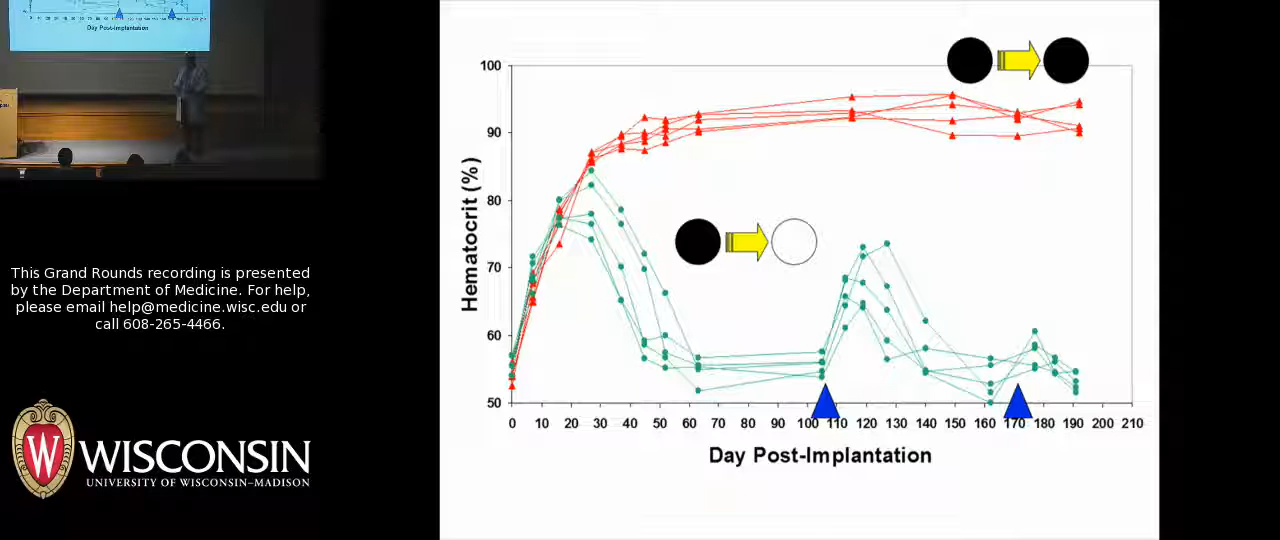 Day Post-Implantation
This Grand Rounds recording is presented
by the Department of Medicine. For help,
please email help@medicine.wisc.edu or
call 608-265-4466.
W
WISCONSIN
UNIVERSITY OF WISCONSIN–MADISON
Hematocrit (%)
100
90
80
70
60
50
0 10 20 30 40 50 60 70 80 90 100 110 120 130 140 150 160 170 180 190 200 210
Day Post-Implantation